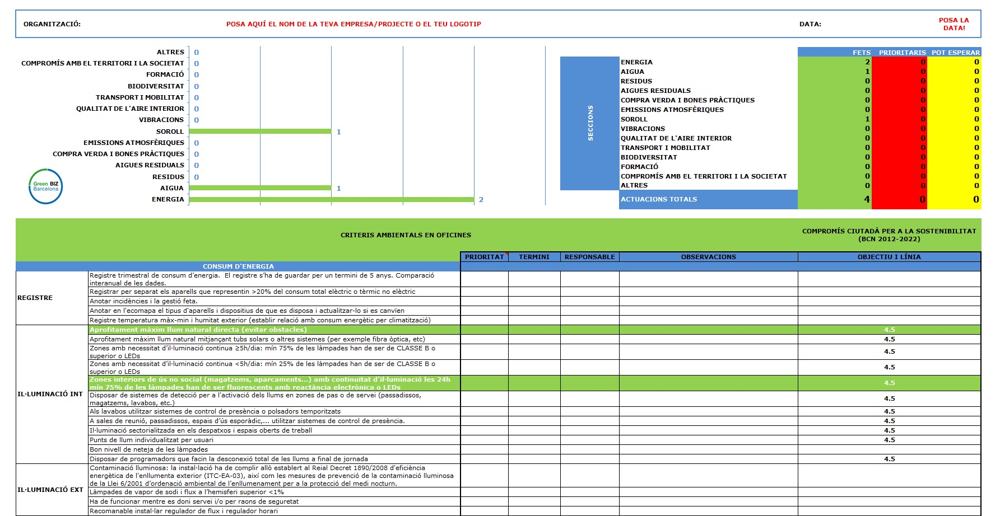 ORGANITZACIÓ: POSA AQUÍ EL NOM DE LA TEVA EMPRESA/PROJECTE O EL TEU LOGOTIP DATA: POSA LA
DATA!
ALTRES 0
COMPROMÍS AMB EL TERRITORI I LA SOCIETAT 0
FORMACIÓ 0
BIODIVERSITAT 0
TRANSPORT I MOBILITAT 0
QUALITAT DE L'AIRE INTERIOR 0
VIBRACIONS 0
SOROLL 1
EMISSIONS ATMOSFÈRIQUES 0
COMPRA VERDA I BONES PRÀCTIQUES 0
AIGUES RESIDUALS 0
RESIDUS 0
AIGUA 1
ENERGIA 2
Green BIZ
Barcelona
FETS PRIORITARIS POT ESPERAR
SECCIONS
ENERGIA 2 0 0
AIGUA 1 0 0
RESIDUS 0 0 0
AIGUES RESIDUALS 0 0 0
COMPRA VERDA I BONES PRÀCTIQUES 0 0 0
EMISSIONS ATMOSFÈRIQUES 0 0 0
SOROLL 1 0 0
VIBRACIONS 0 0 0
QUALITAT DE L'AIRE INTERIOR 0 0 0
TRANSPORT I MOBILITAT 0 0 0
BIODIVERSITAT 0 0 0
FORMACIÓ 0 0 0
COMPROMÍS AMB EL TERRITORI I LA SOCIETAT 0 0 0
ALTRES 0 0 0
ACTUACIONS TOTALS 4 0 0
CRITERIS AMBIENTALS EN OFICINES
COMPROMÍS CIUTADÀ PER A LA SOSTENIBILITAT
(BCN 2012-2022)
PRIORITAT TERMINI RESPONSABLE OBSERVACIONS OBJECTIU I LÍNIA
CONSUM D'ENERGIA
REGISTRE
Registre trimestral de consum d’energia.  El registre s’ha de guardar per un termini de 5 anys. Comparació
interanual de les dades.
Registrar per separat els aparells que representin >20% del consum total elèctric o tèrmic no elèctric
Anotar incidències i la gestió feta.
Anotar en l'ecomapa el tipus d'aparells i dispositius de que es disposa i actualitzar-lo si es canvïen
Registre temperatura màx-min i humitat exterior (establir relació amb consum energètic per climatització)
IL·LUMINACIÓ INT
Aprofitament màxim llum natural directa (evitar obstacles) 4.5
Aprofitament màxim llum natural mitjançant tubs solars o altres sistemes (per exemple fibra òptica, etc) 4.5
Zones amb necessitat d’il·luminació continua ≥5h/dia: mín 75% de les làmpades han de ser de CLASSE B o
superior o LEDs 4.5
Zones amb necessitat d’il·luminació continua <5h/dia: mín 25% de les làmpades han de ser de CLASSE B o
superior o LEDs 4.5
Zones interiors de ús no social (magatzems, aparcaments...) amb continuïtat d’il·luminació les 24h
mín 75% de les làmpades han de ser fluorescents amb reactància electrònica o LEDs 4.5
Disposar de sistemes de detecció per a l'activació dels llums en zones de pas o de servei (passadissos,
magatzems, lavabos, etc.) 4.5
Als lavabos utilitzar sistemes de control de presència o polsadors temporitzats 4.5
A sales de reunió, passadissos, espais d’ús esporàdic,... utilitzar sistemes de control de presència. 4.5
Il·luminació sectorialitzada en els despatxos i espais oberts de treball 4.5
Punts de llum individualitzat per usuari 4.5
Bon nivell de neteja de les làmpades
Disposar de programadors que facin la desconexió total de les llums a final de jornada 4.5
IL·LUMINACIÓ EXT
Contaminació lluminosa: la instal·lació ha de complir allò establert al Reial Decret 1890/2008 d'eficiència
energètica de l'enllumenta exterior (ITC-EA-03), així com les mesures de prevenció de la contaminació lluminosa
de la Llei 6/2001 d’ordenació ambiental de l’enllumenament per a la protecció del medi nocturn.
Làmpades de vapor de sodi i flux a l’hemisferi superior <1%
Ha de funcionar mentre es doni servei i/o per raons de seguretat
Recomanable instal·lar regulador de flux i regulador horari